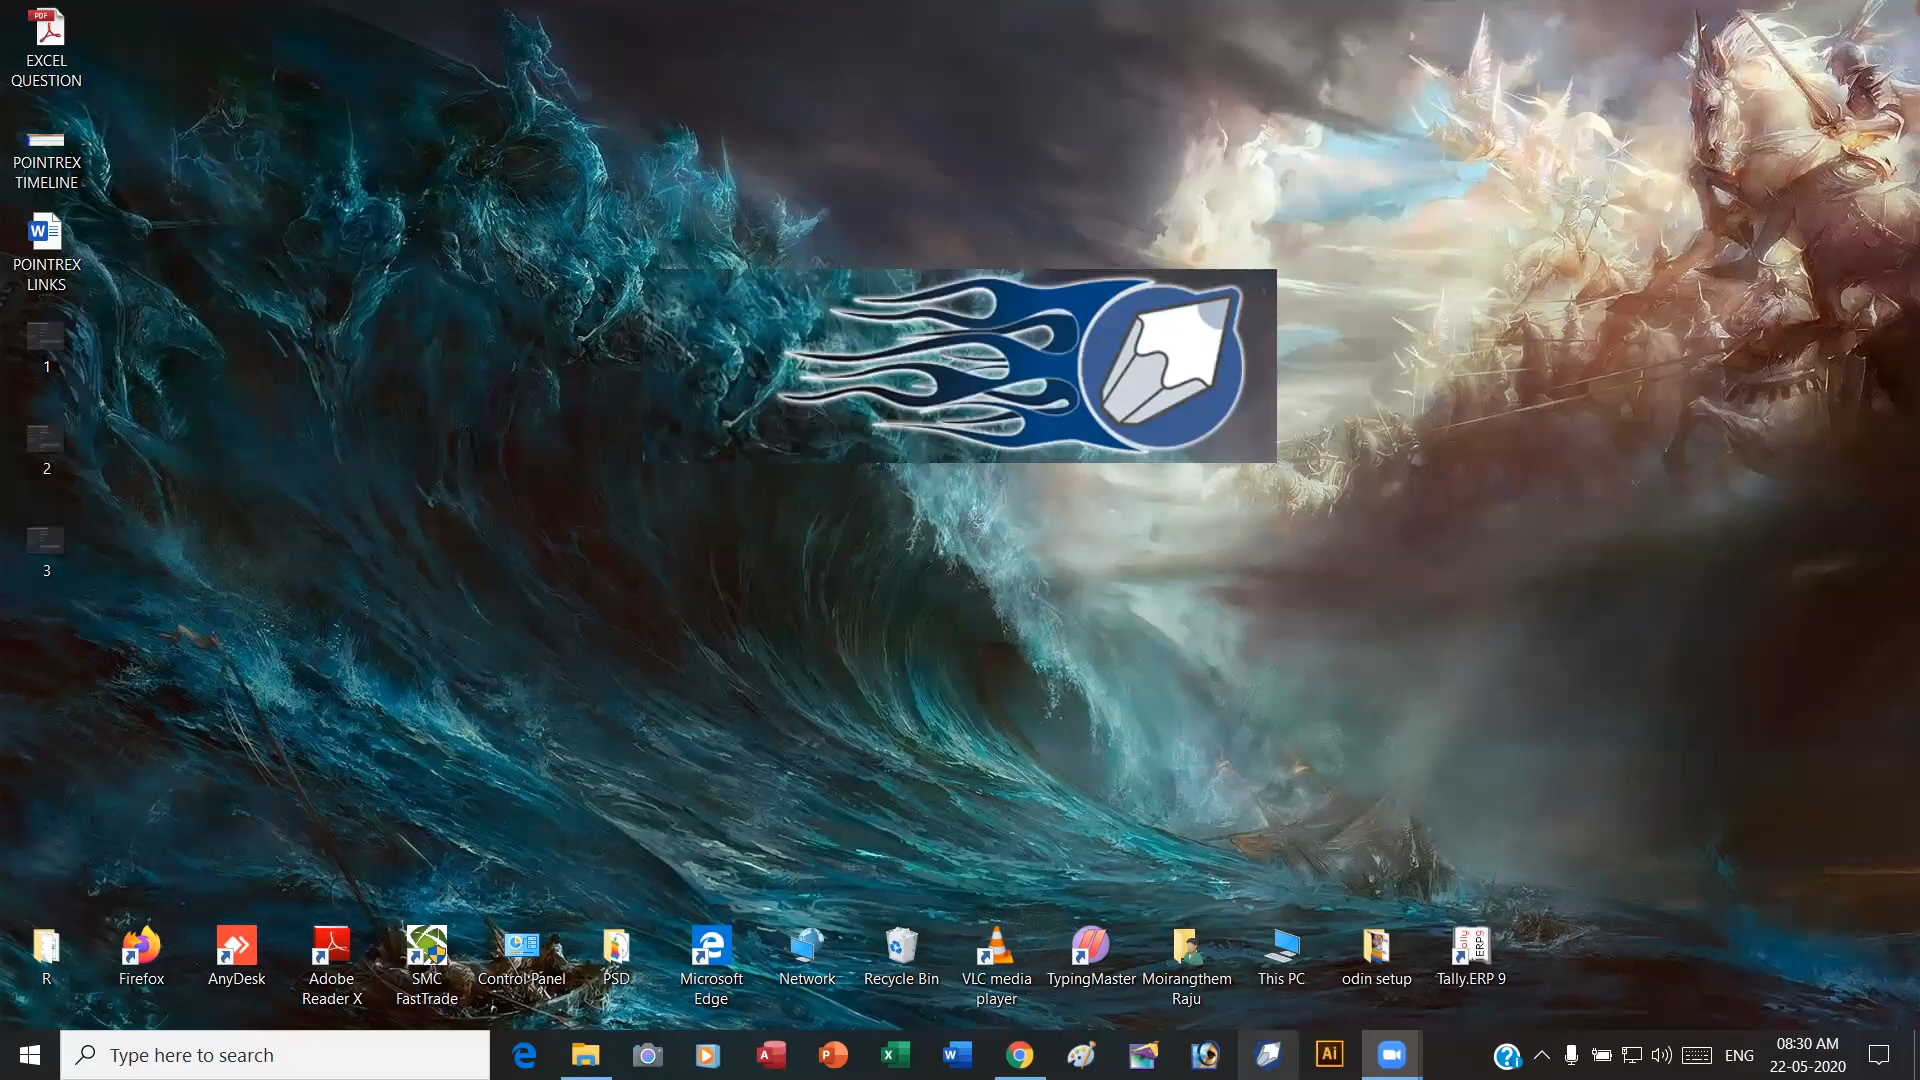 PDF
EXCEL
QUESTION
POINTREX
TIMELINE
W
POINTREX
LINKS
1
2
3
R
Firefox
AnyDesk
Adobe
Reader X
SMC
FastTrade
Control Panel
PSD
Microsoft
Edge
Network
Recycle Bin
VLC media
player
TypingMaster
Moirangthem
Raju
This PC
odin setup
Tally.ERP 9
Type here to search
A
P
X
W
Ai
ENG
08:30 AM
22-05-2020